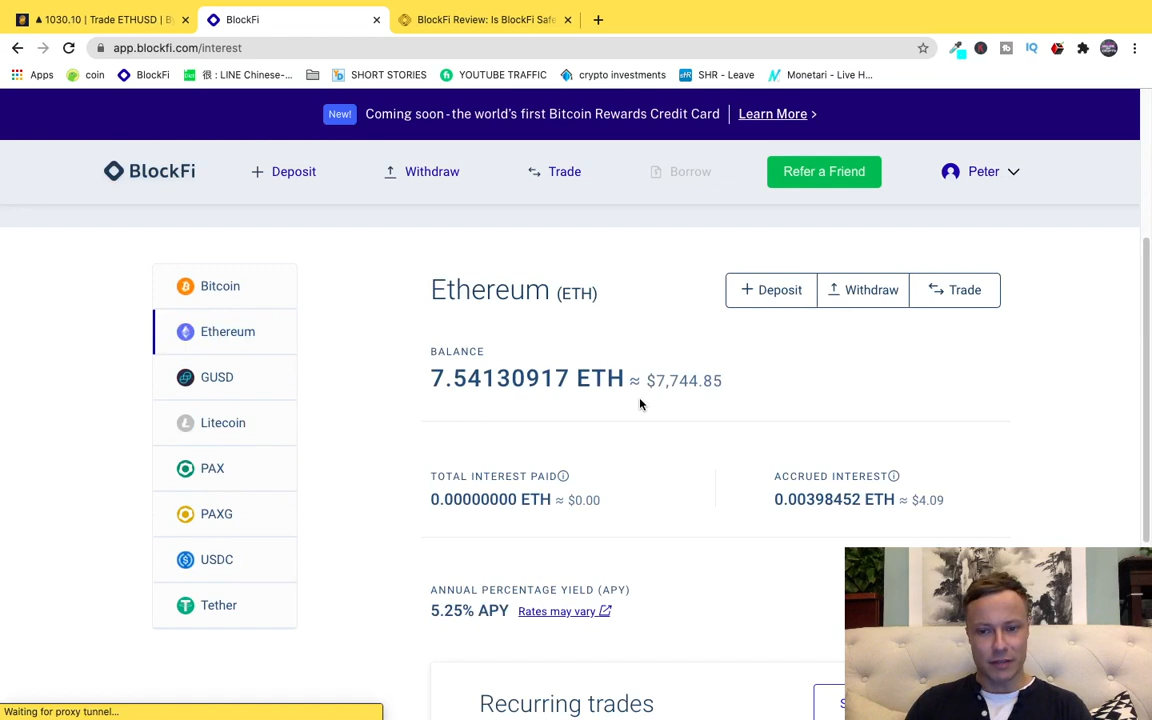 ▲ 1030.10 | Trade ETHUSD | B
BlockFi
BlockFi Review: Is BlockFi Safe
app.blockfi.com/interest
Apps
coin
BlockFi
很 : LINE Chinese-...
SHORT STORIES
YOUTUBE TRAFFIC
crypto investments
SHR - Leave
Monetari - Live H...
New! Coming soon - the world's first Bitcoin Rewards Credit Card Learn More >
BlockFi
+ Deposit
Withdraw
Trade
Borrow
Refer a Friend
Peter
Bitcoin
Ethereum
GUSD
Litecoin
PAX
PAXG
USDC
Tether
Ethereum (ETH)
+ Deposit
Withdraw
Trade
BALANCE
7.54130917 ETH ≈ $7,744.85
TOTAL INTEREST PAID
0.00000000 ETH ≈ $0.00
ACCRUED INTEREST
0.00398452 ETH ≈ $4.09
ANNUAL PERCENTAGE YIELD (APY)
5.25% APY Rates may vary
Recurring trades
Waiting for proxy tunnel...